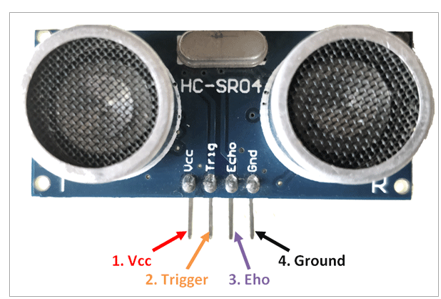 HC-SR04
Vcc
Trig
Echo
Gnd
T
R
1. Vcc
4. Ground
2. Trigger
3. Eho